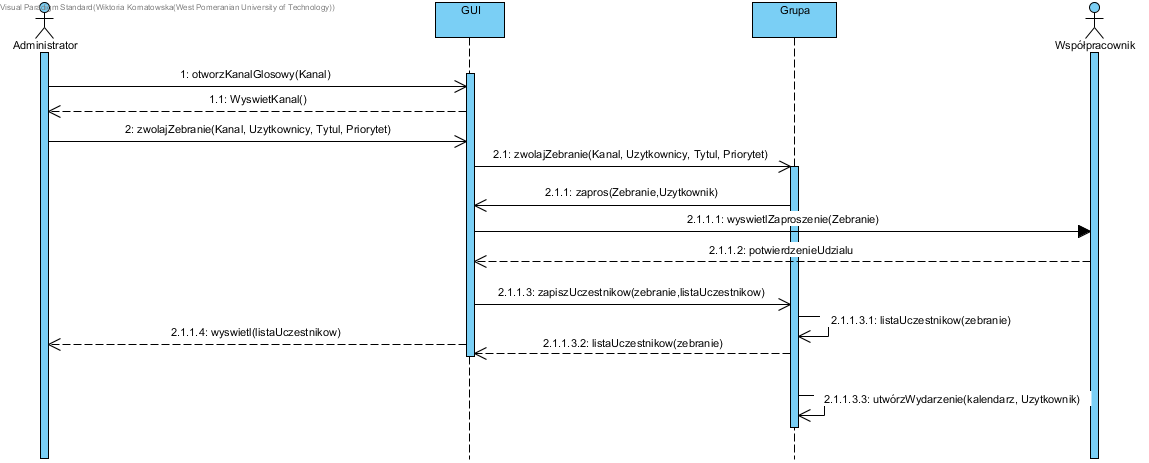 Visual Paradigm Standard(Wiktoria Kornatowska(West Pomeranian University of Technology))
GUI
Grupa
Administrator
Współpracownik
1: otworzKanalGlosowy(Kanal)
1.1: WyswietKanal()
2: zwolajZebranie(Kanal, Uzytkownicy, Tytul, Priorytet)
2.1: zwolajZebranie(Kanal, Uzytkownicy, Tytul, Priorytet)
2.1.1: zapros(Zebranie,Uzytkownik)
2.1.1.1: wyswietlZaproszenie(Zebranie)
2.1.1.2: potwierdzenieUdzialu
2.1.1.3: zapiszUczestnikow(zebranie,listaUczestnikow)
2.1.1.3.1: listaUczestnikow(zebranie)
2.1.1.4: wyswietl(listaUczestnikow)
2.1.1.3.2: listaUczestnikow(zebranie)
2.1.1.3.3: utwórzWydarzenie(kalendarz, Uzytkownik)